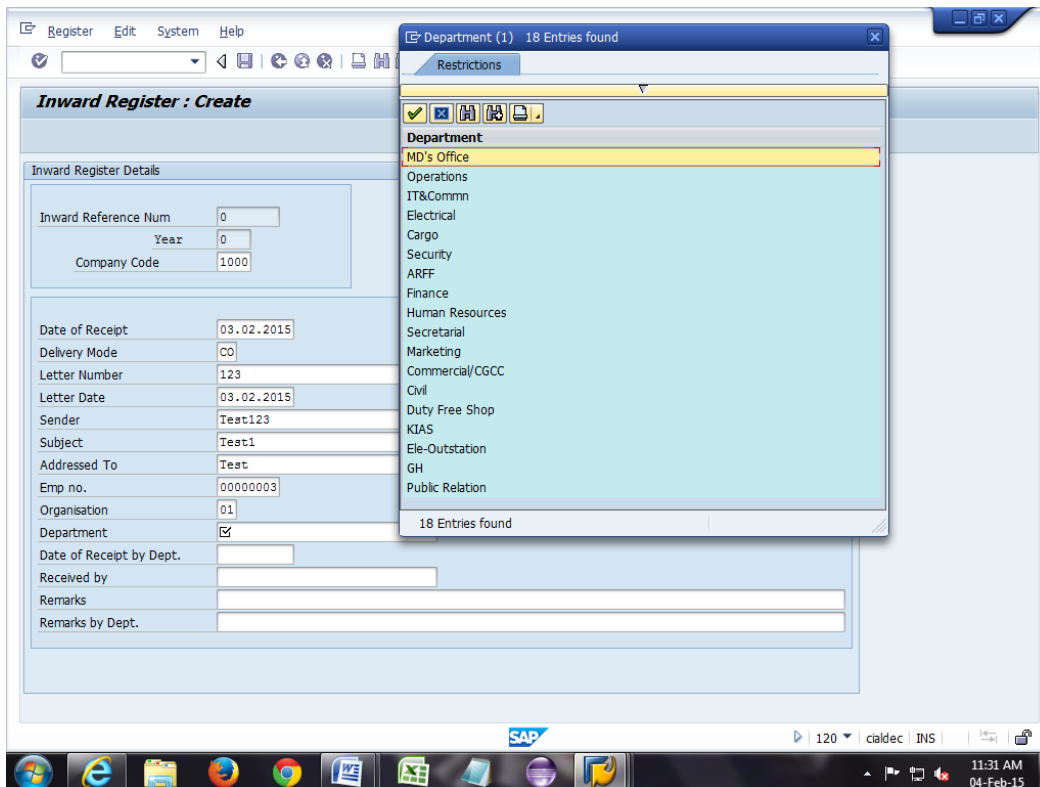 Register Edit System Help
Department (1) 18 Entries found
Restrictions
Inward Register : Create
Department
MD's Office
Operations
IT&Commn
Electrical
Cargo
Security
ARFF
Finance
Human Resources
Secretarial
Marketing
Commercial/CGCC
Civil
Duty Free Shop
KIAS
Ele-Outstation
GH
Public Relation
18 Entries found
Inward Register Details
Inward Reference Num 0
Year 0
Company Code 1000
Date of Receipt 03.02.2015
Delivery Mode CO
Letter Number 123
Letter Date 03.02.2015
Sender Test123
Subject Test1
Addressed To Test
Emp no. 00000003
Organisation 01
Department
Date of Receipt by Dept.
Received by
Remarks
Remarks by Dept.
SAP
120 cialdec INS
11:31 AM
04-Feb-15